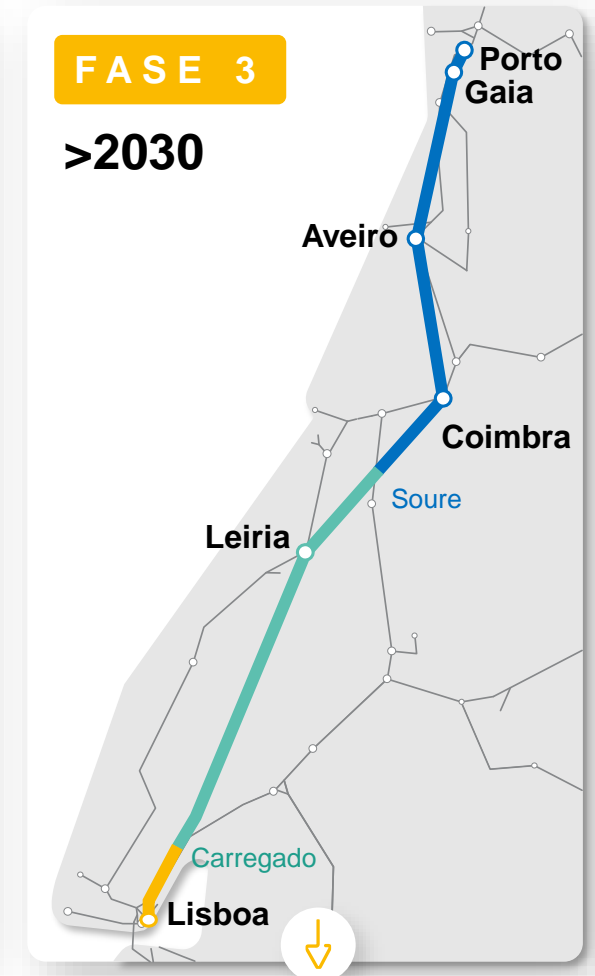 FASE 3
>2030
Porto
Gaia
Aveiro
Coimbra
Soure
Leiria
Carregado
Lisboa